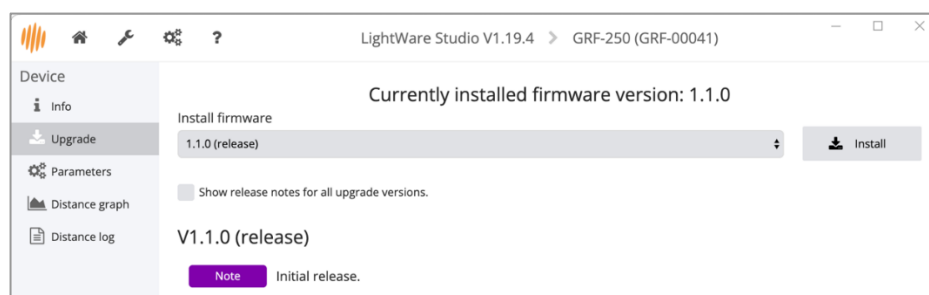 LightWare Studio V1.19.4 > GRF-250 (GRF-00041)
Device
Info
Upgrade
Parameters
Distance graph
Distance log
Currently installed firmware version: 1.1.0
Install firmware
1.1.0 (release)
Install
Show release notes for all upgrade versions.
V1.1.0 (release)
Note Initial release.